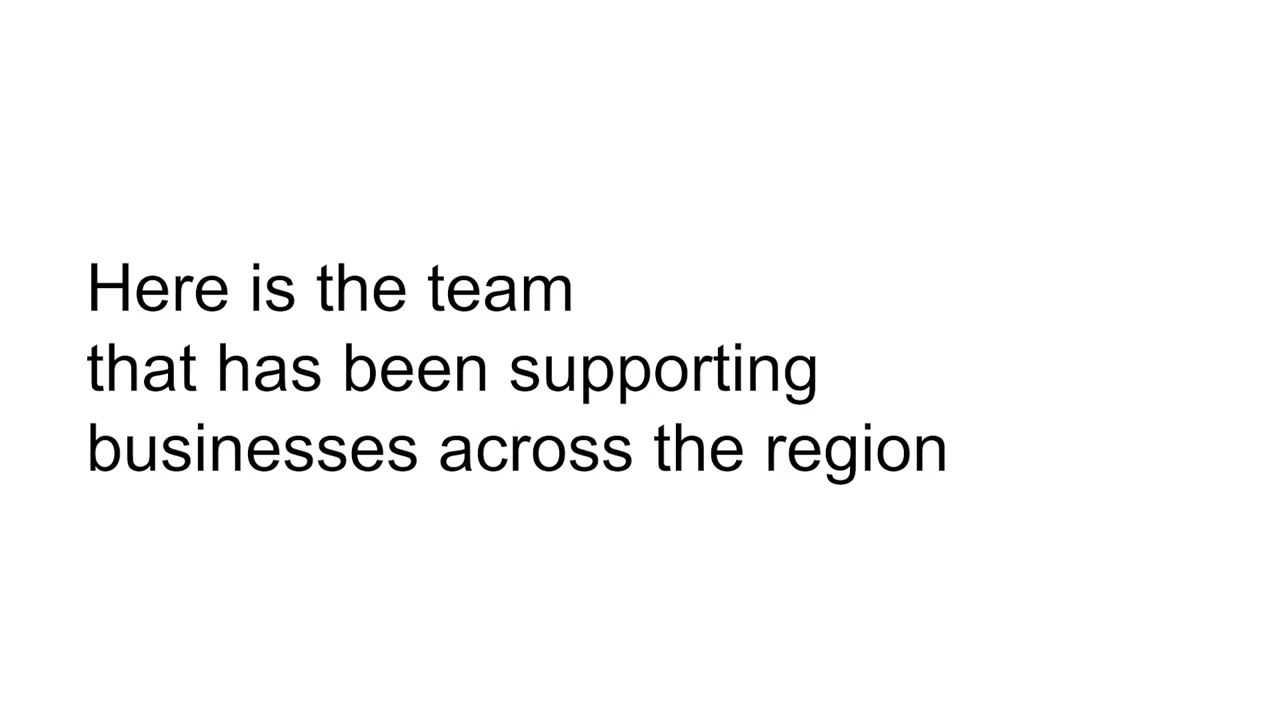 Here is the team
that has been supporting
businesses across the region